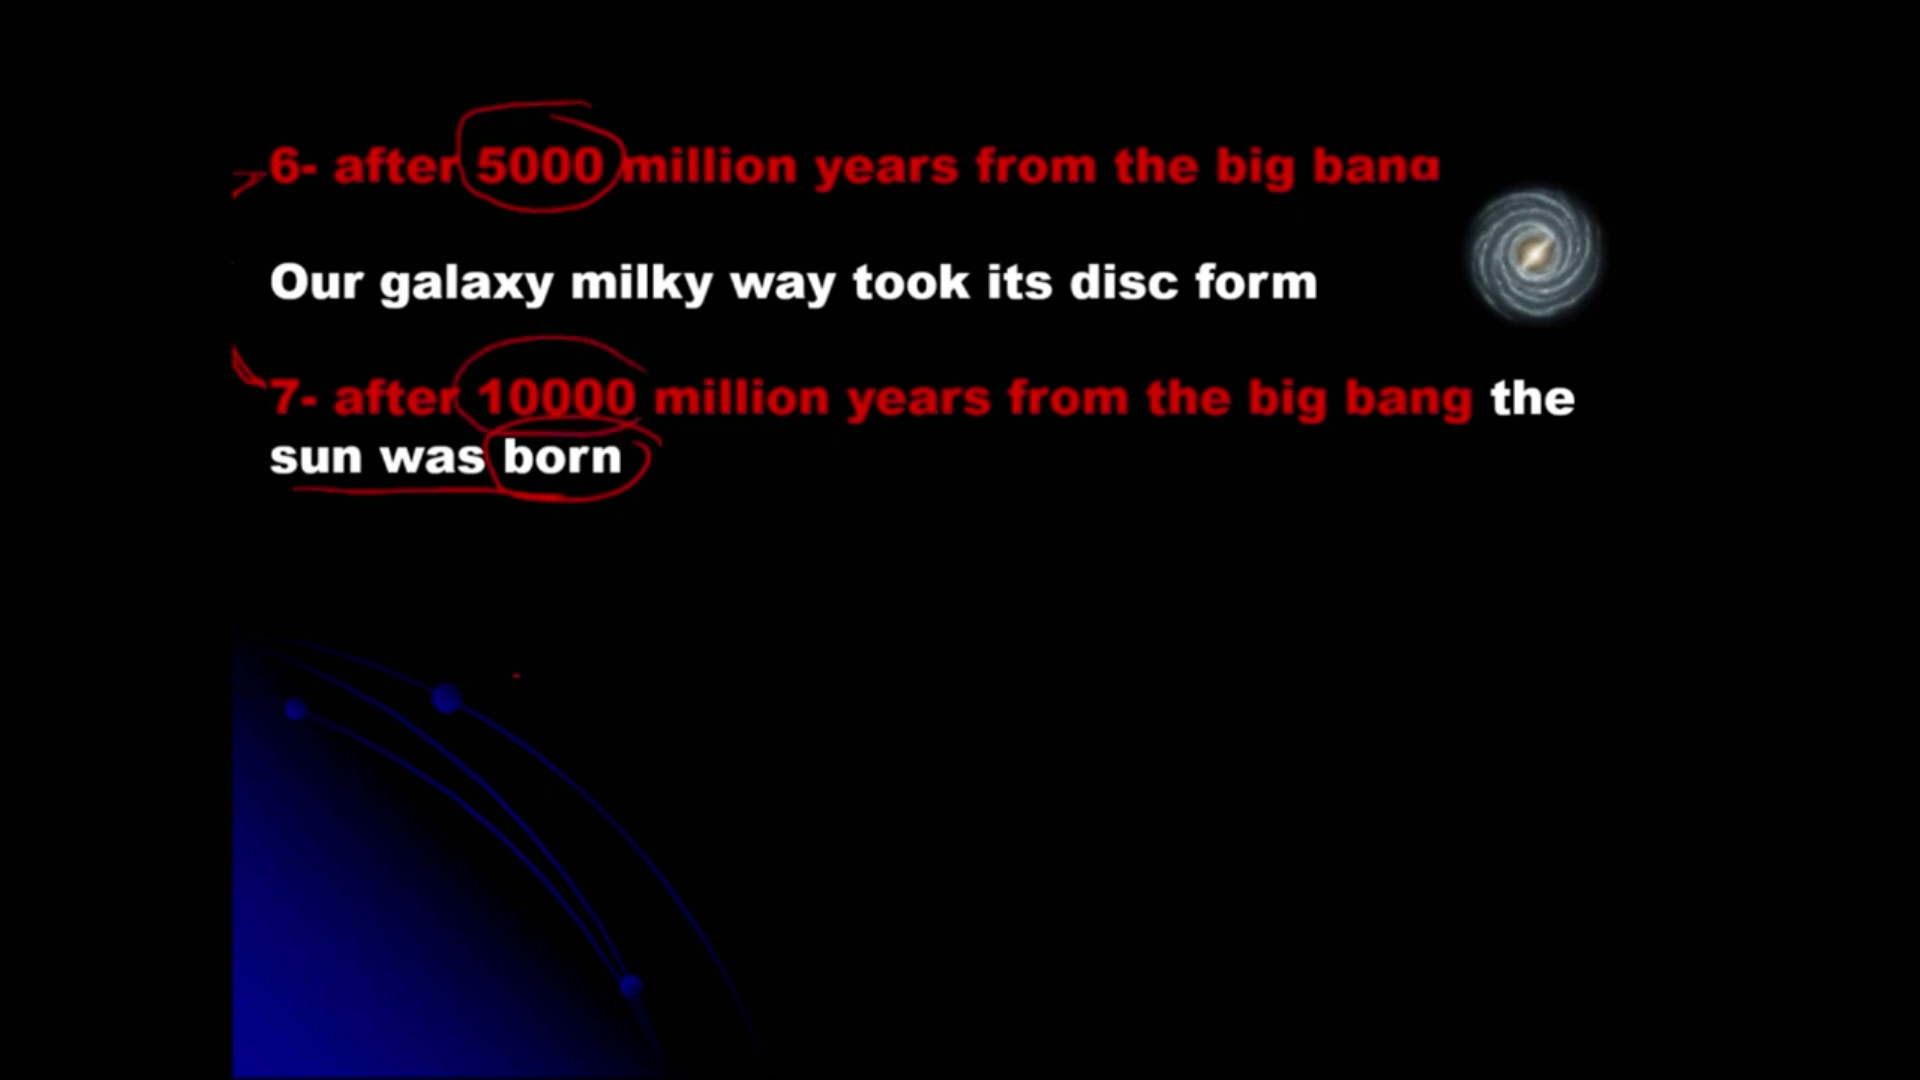 6- after 5000 million years from the big bang
Our galaxy milky way took its disc form
7- after 10000 million years from the big bang the
sun was born